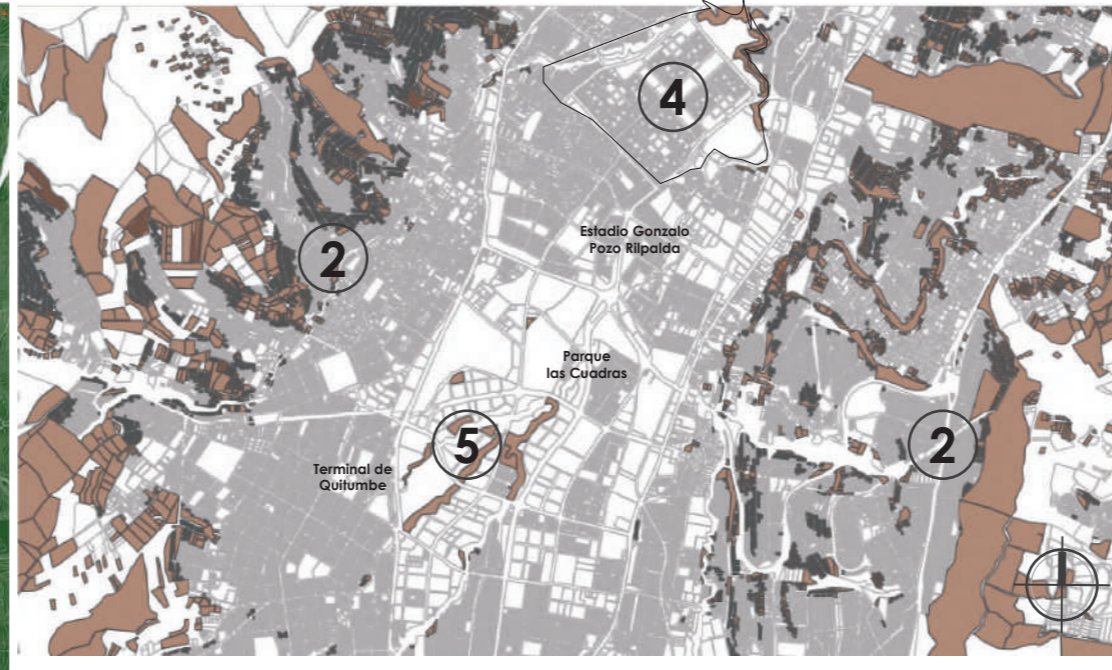 4
Estadio Gonzalo
Pozo Rilpalda
2
Parque
las Cuadras
5
2
Terminal de
Quitumbe